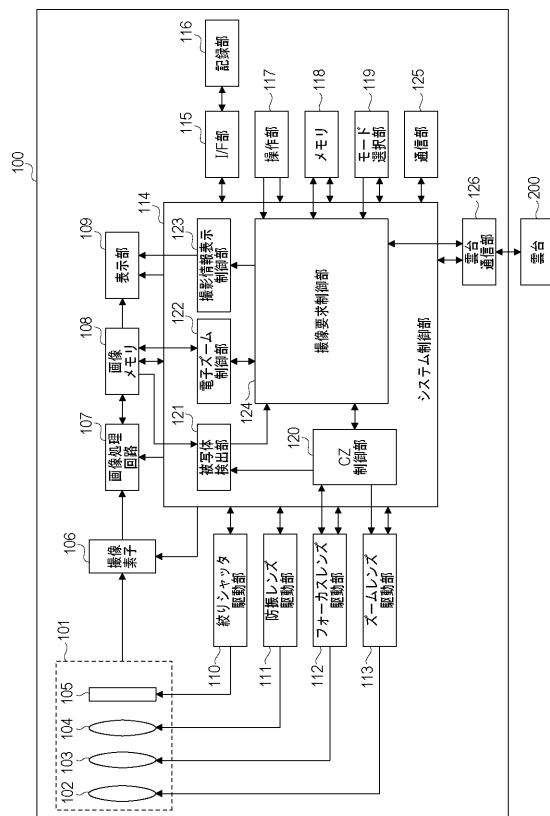 100
101
102
103
104
105
106
撮像
素子
107
画像処理
回路
108
画像
メモリ
109
表示部
110
絞りシャッタ
駆動部
111
防振レンズ
駆動部
112
フォーカスレンズ
駆動部
113
ズームレンズ
駆動部
114
システム制御部
120
CZ
制御部
121
被写体
検出部
122
電子ズーム
制御部
123
撮影情報表示
制御部
124
撮像要求制御部
115
I/F部
116
記録部
117
操作部
118
メモリ
119
モード
選択部
125
通信部
126
雲台
通信部
200
雲台